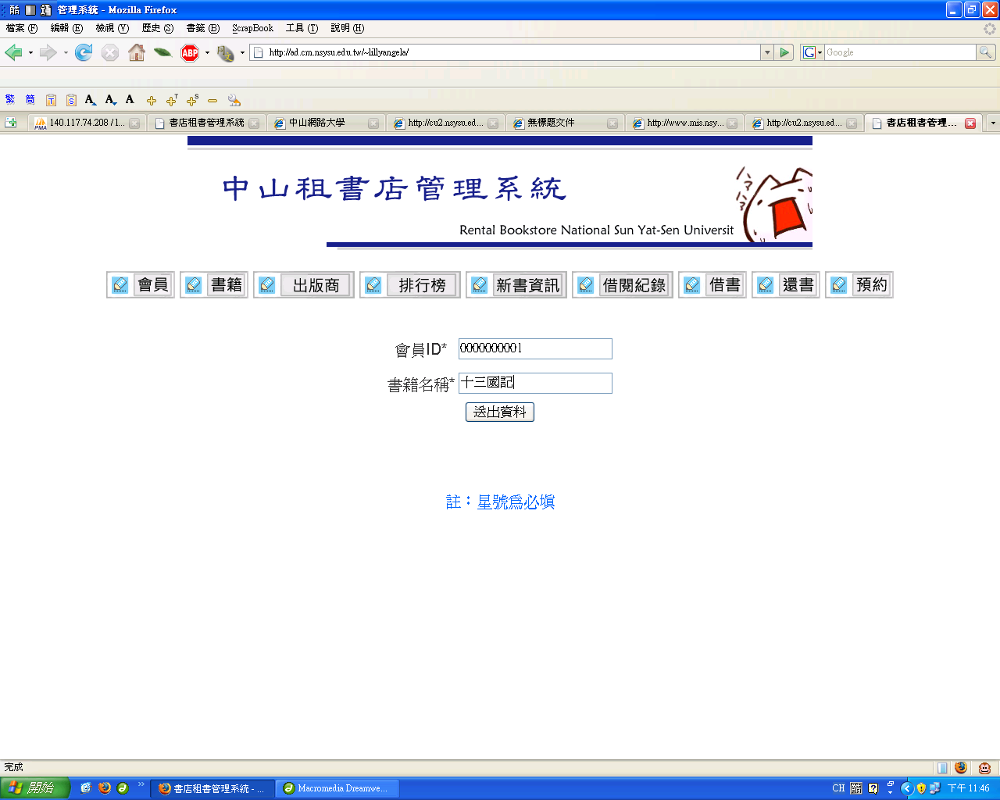 酷 管理系統 - Mozilla Firefox
檔案 (F) 編輯 (E) 檢視 (V) 歷史 (S) 書籤 (B) ScrapBook 工具 (T) 說明 (H)
ABP http://ad.cm.nsysu.edu.tw/~lillyangela/ G Google
繁 簡 T S A A A T S
PMA 140.117.74.208 / l... 書店租書管理系統 中山網路大學 http://cu2.nsysu.ed... 無標題文件 http://www.mis.nsy... http://cu2.nsysu.ed... 書店租書管理...
中山租書店管理系統
ハァ ハァ
Rental Bookstore National Sun Yat-Sen Universit
會員 書籍 出版商 排行榜 新書資訊 借閱紀錄 借書 還書 預約
會員ID* 0000000001
書籍名稱* 十三國記
送出資料
註：星號為必填
完成
開始 書店租書管理系統 - ... Macromedia Dreamwe... CH 酷 下午 11:46